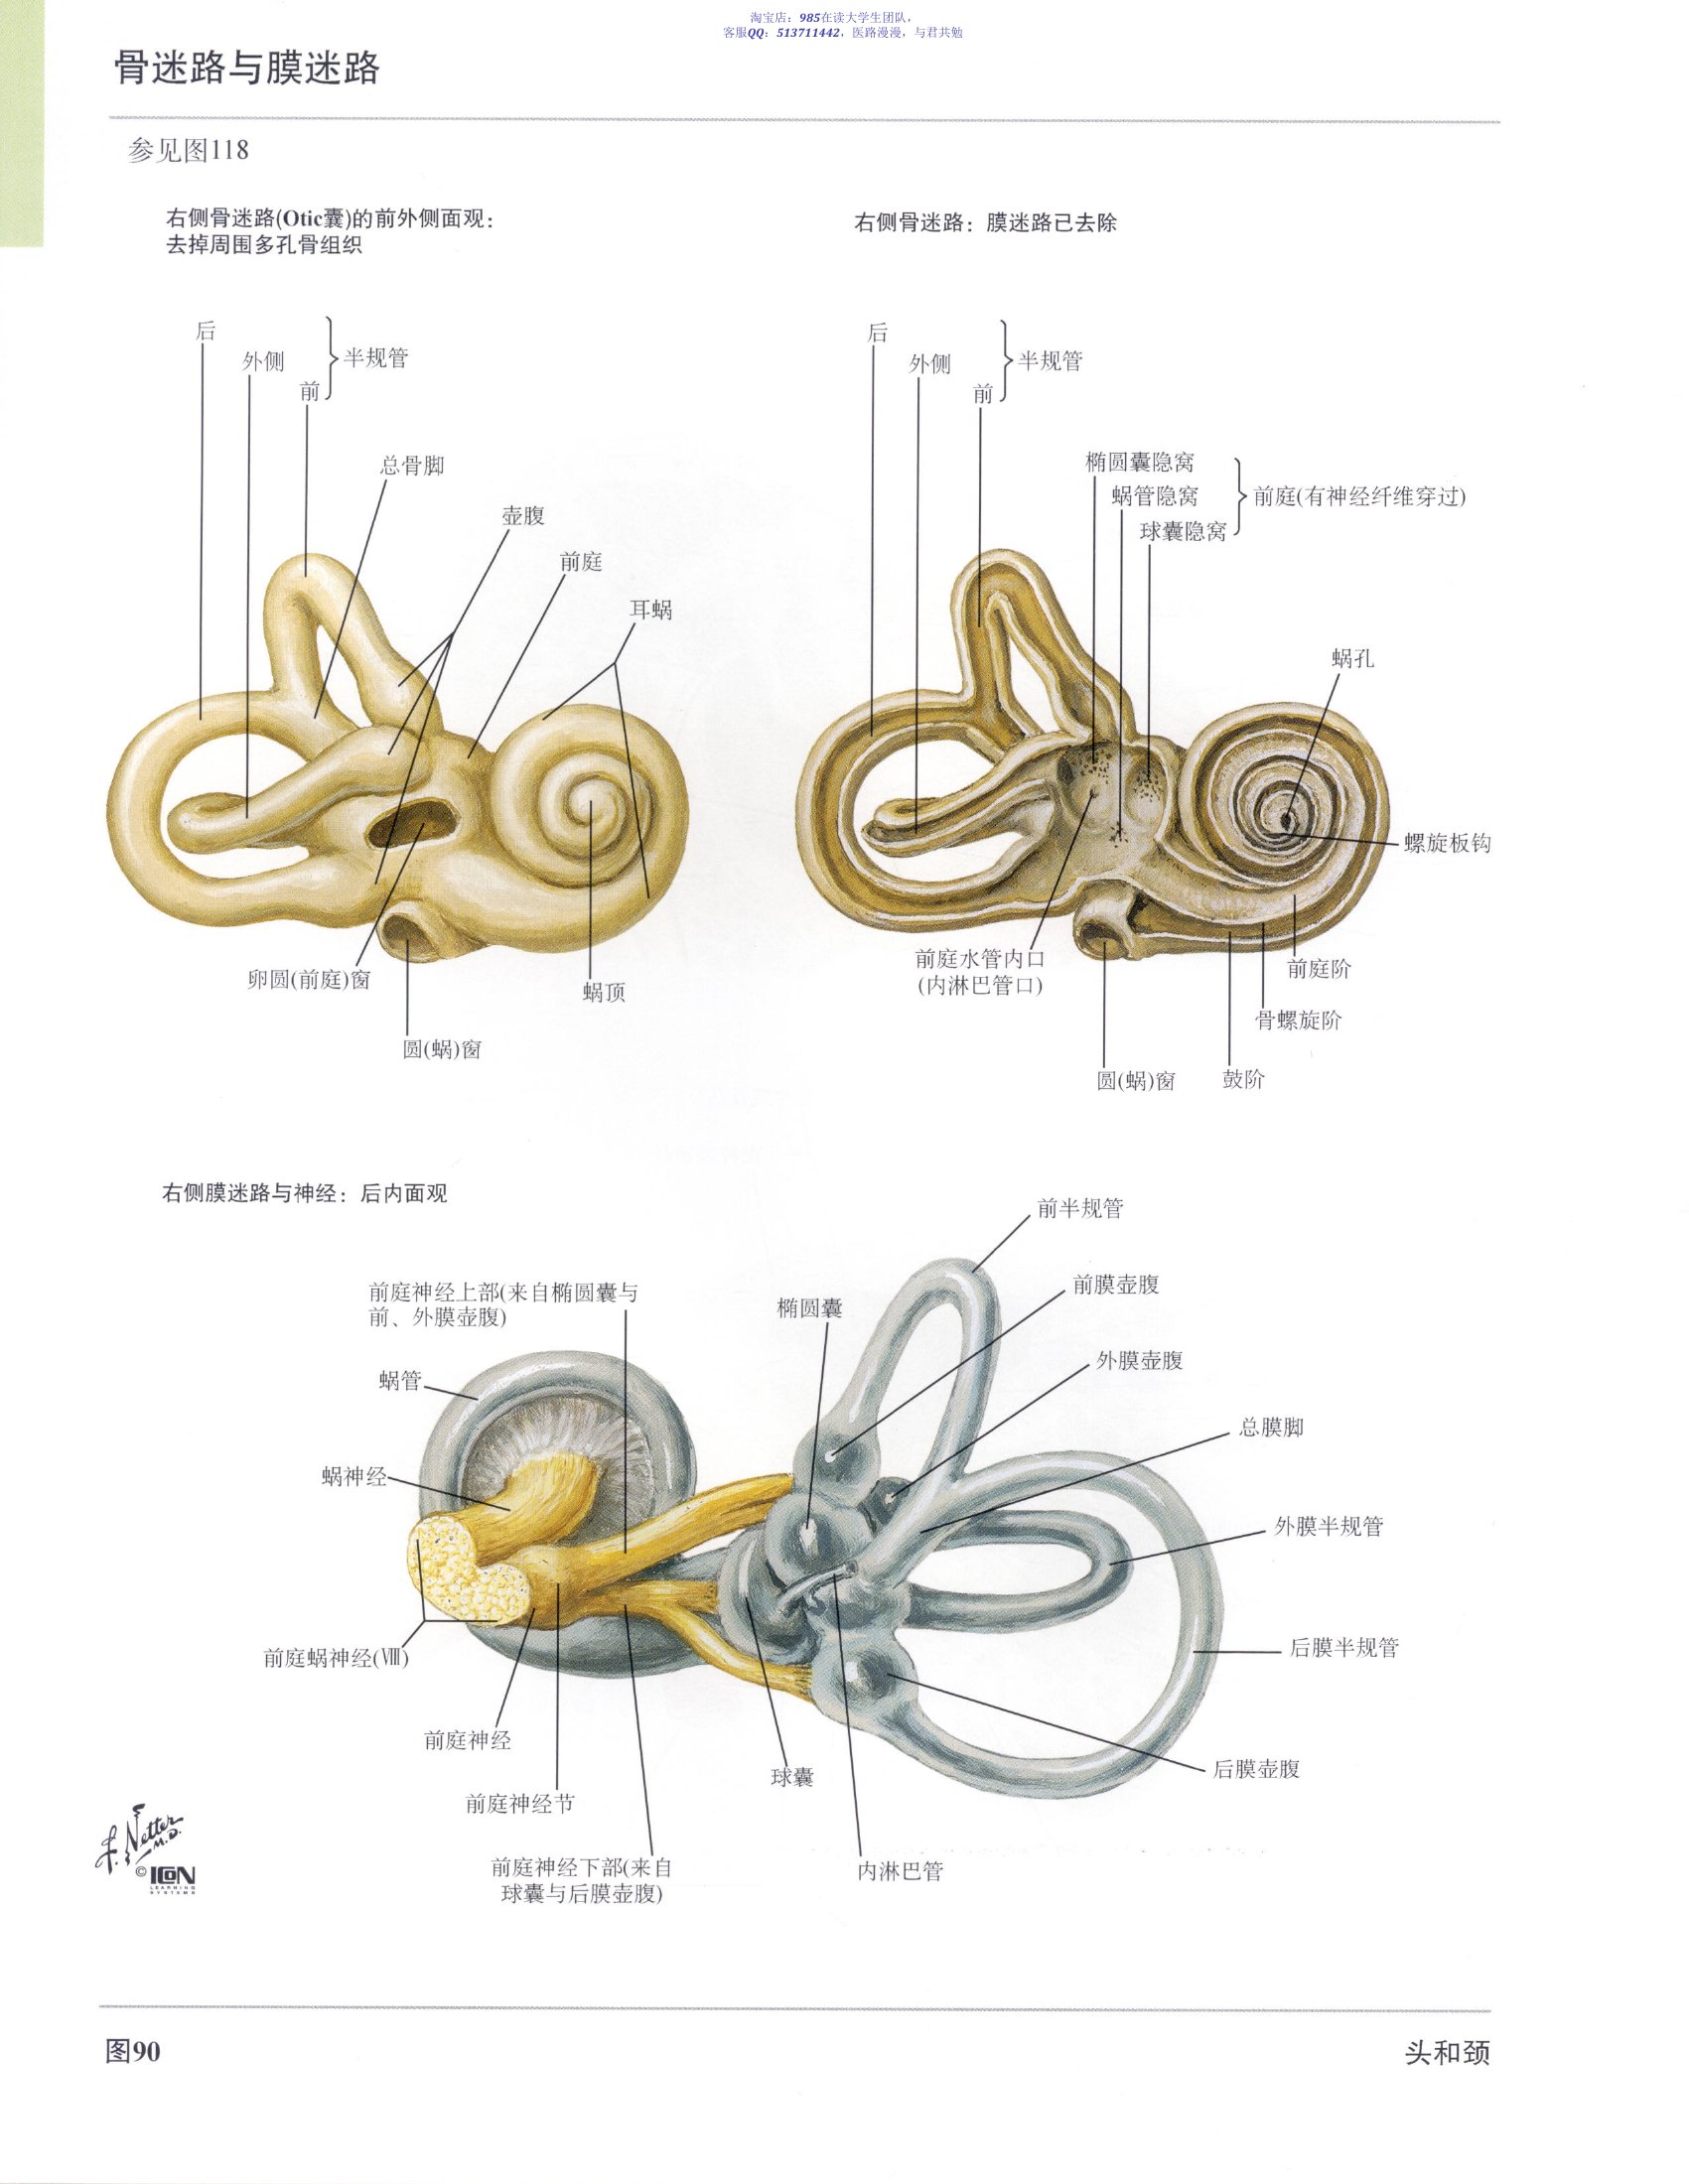 淘宝店：985在读大学生团队，
客服QQ：513711442，医路漫漫，与君共勉
骨迷路与膜迷路
参见图118
右侧骨迷路(Otic囊)的前外侧面观：
去掉周围多孔骨组织
后
外侧
前
半规管
总骨脚
壶腹
前庭
耳蜗
卵圆(前庭)窗
圆(蜗)窗
蜗顶
右侧骨迷路：膜迷路已去除
后
外侧
前
半规管
椭圆囊隐窝
蜗管隐窝
球囊隐窝
前庭(有神经纤维穿过)
蜗孔
螺旋板钩
前庭水管内口
(内淋巴管口)
前庭阶
骨螺旋阶
圆(蜗)窗
鼓阶
右侧膜迷路与神经：后内面观
前半规管
前庭神经上部(来自椭圆囊与
前、外膜壶腹)
椭圆囊
前膜壶腹
外膜壶腹
蜗管
总膜脚
蜗神经
外膜半规管
前庭蜗神经(Ⅷ)
后膜半规管
前庭神经
球囊
后膜壶腹
前庭神经节
前庭神经下部(来自
球囊与后膜壶腹)
内淋巴管
F. Netter
M.D.
© ICON
LEARNING
SYSTEMS
图90
头和颈